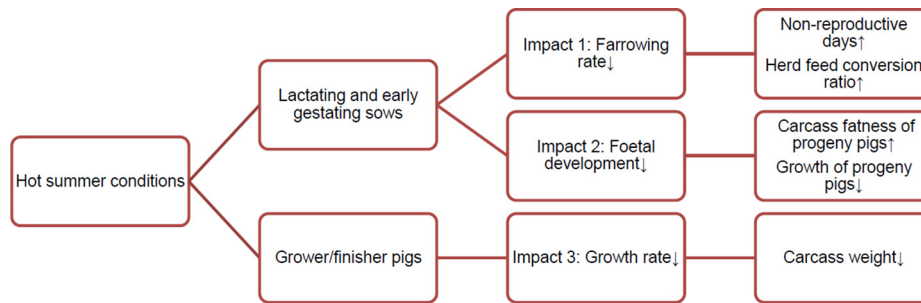 Hot summer conditions
Lactating and early
gestating sows
Grower/finisher pigs
Impact 1: Farrowing
rate↓
Impact 2: Foetal
development↓
Impact 3: Growth rate↓
Non-reproductive
days↑
Herd feed conversion
ratio↑
Carcass fatness of
progeny pigs↑
Growth of progeny
pigs↓
Carcass weight↓